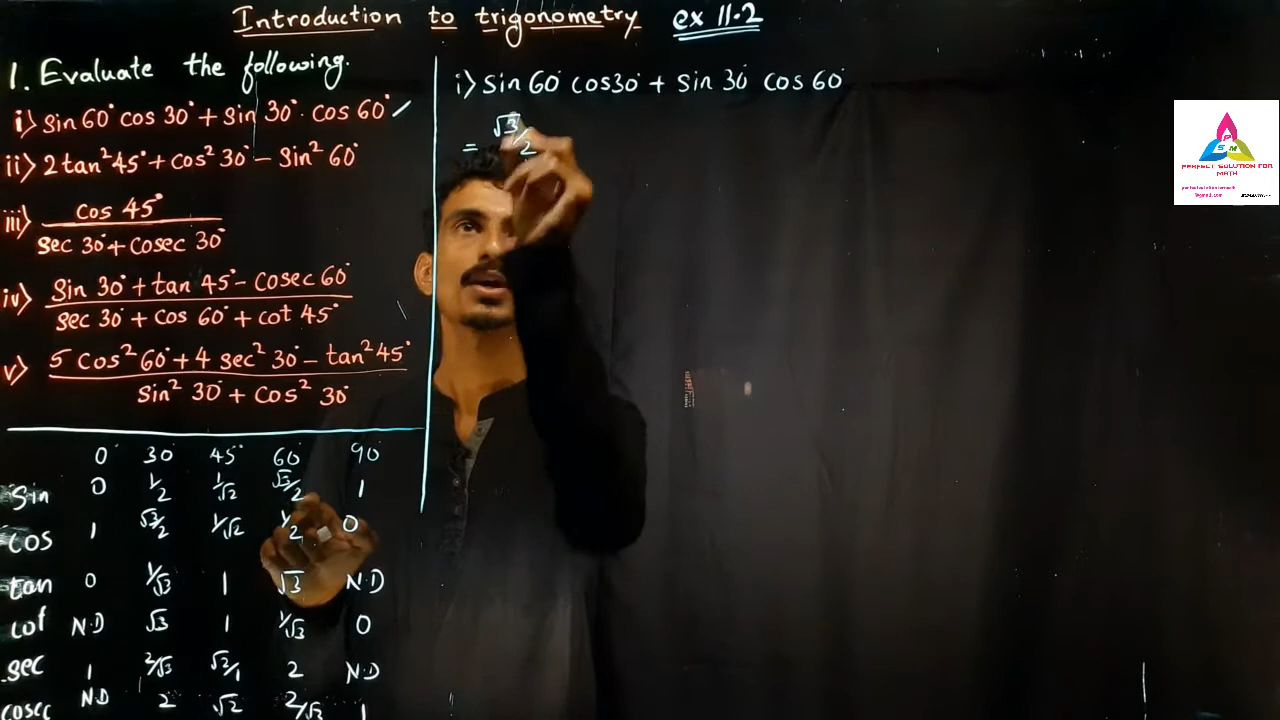 Introduction to trigonometry ex 11.2
1. Evaluate the following.
i) sin 60° cos 30° + sin 30° . cos 60°
ii) 2 tan² 45° + cos² 30° - sin² 60°
iii) cos 45°
sec 30° + cosec 30°
iv) sin 30° + tan 45° - cosec 60°
sec 30° + cos 60° + cot 45°
v) 5 cos² 60° + 4 sec² 30° - tan² 45°
sin² 30° + cos² 30°
0° 30° 45° 60° 90°
sin 0 1/2 1/√2 √3/2 1
cos 1 √3/2 1/√2 1/2 0
tan 0 1/√3 1 √3 N.D
cot N.D √3 1 1/√3 0
sec 1 2/√3 √2/1 2 N.D
cosec N.D 2 √2 2/√3 1
i) sin 60° cos 30° + sin 30° cos 60°
= √3/2
PSM
PERFECT SOLUTION FOR
MATH